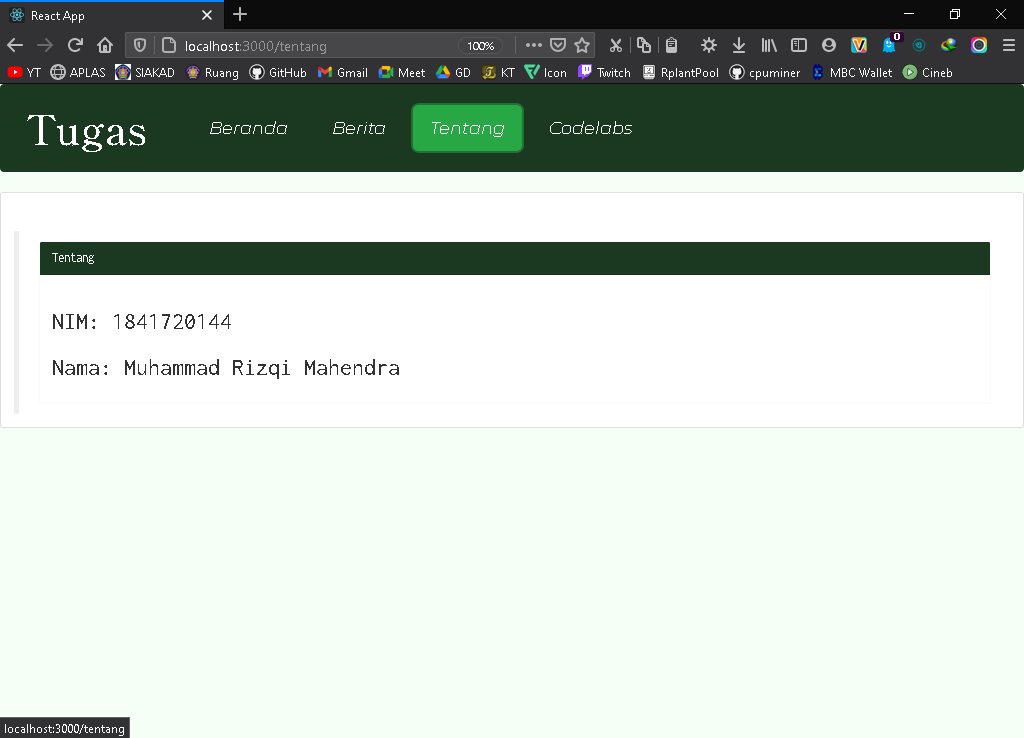 React App
localhost:3000/tentang 100%
YT APLAS SIAKAD Ruang GitHub Gmail Meet GD KT Icon Twitch RplantPool cpuminer MBC Wallet Cineb
0
Tugas Beranda Berita Tentang Codelabs
Tentang
NIM: 1841720144
Nama: Muhammad Rizqi Mahendra
localhost:3000/tentang